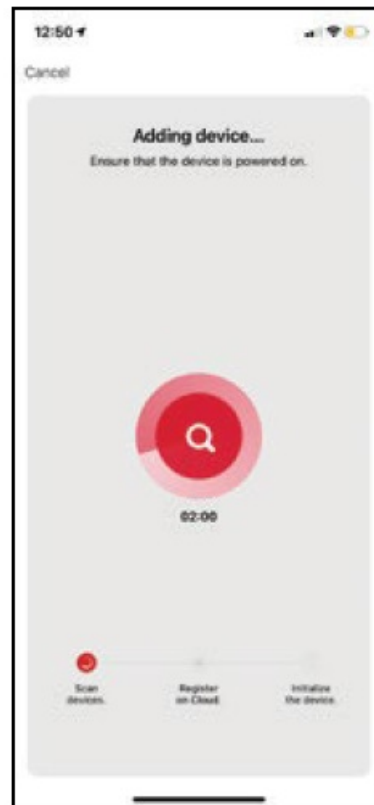 12:50
Cancel
Adding device...
Ensure that the device is powered on.
02:00
Scan
devices.
Register
on Cloud.
Initialize
the device.